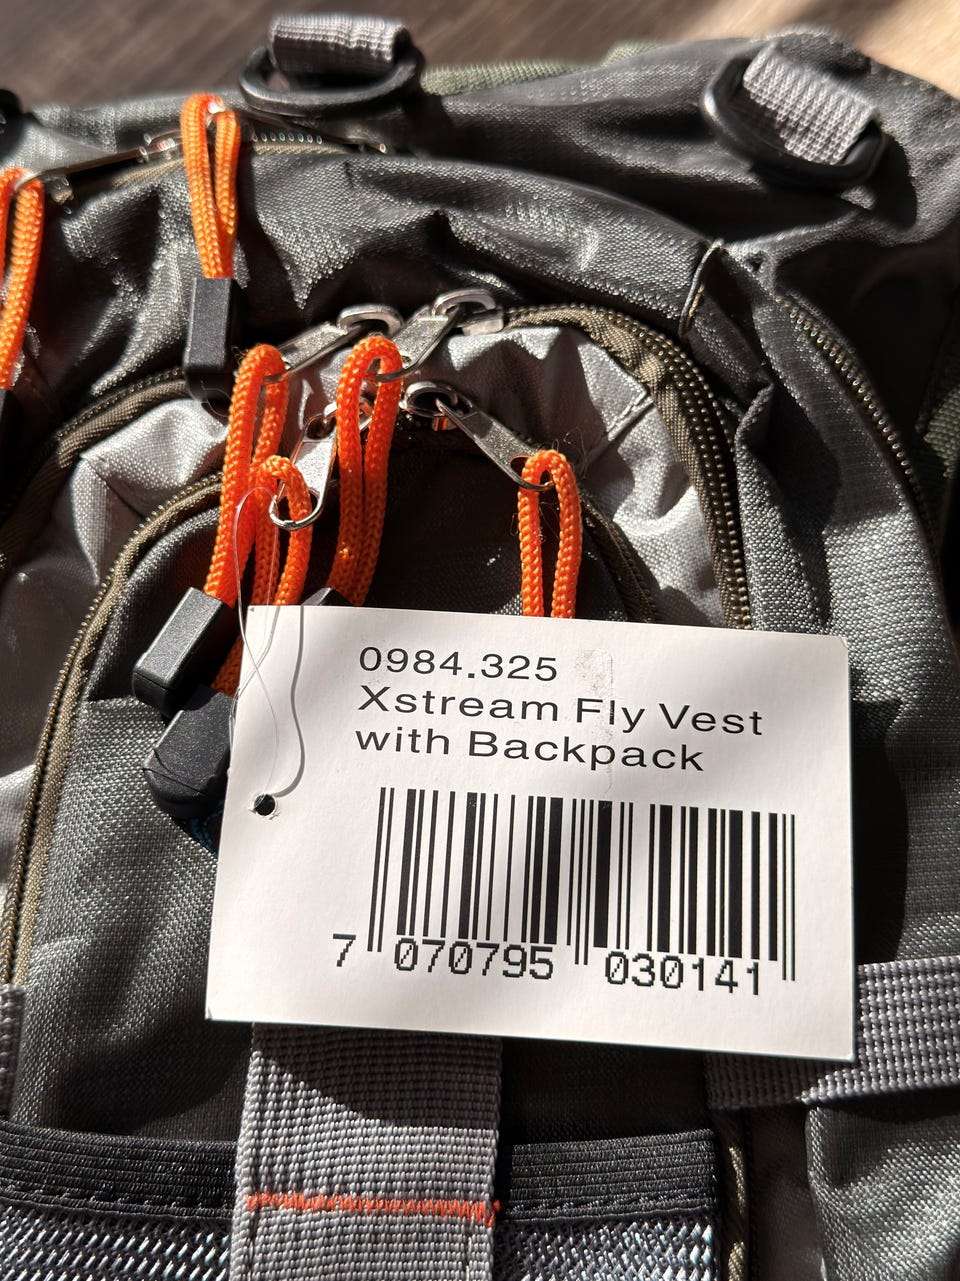 0984.325
Xstream Fly Vest
with Backpack
7 070795 030141